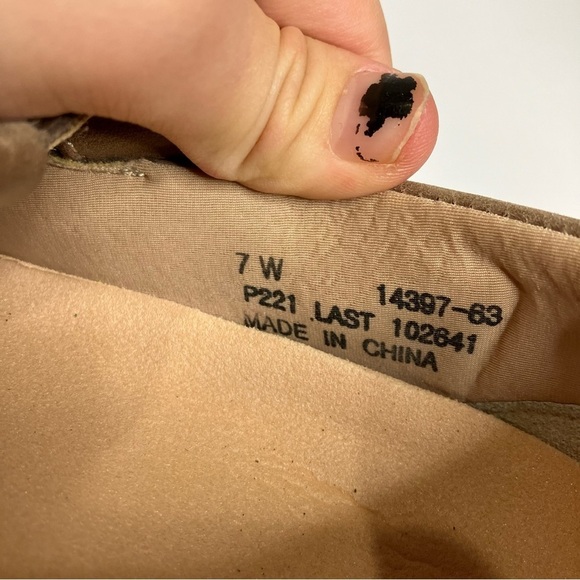 7 W 14397-63
P221 .LAST 102641
MADE IN CHINA